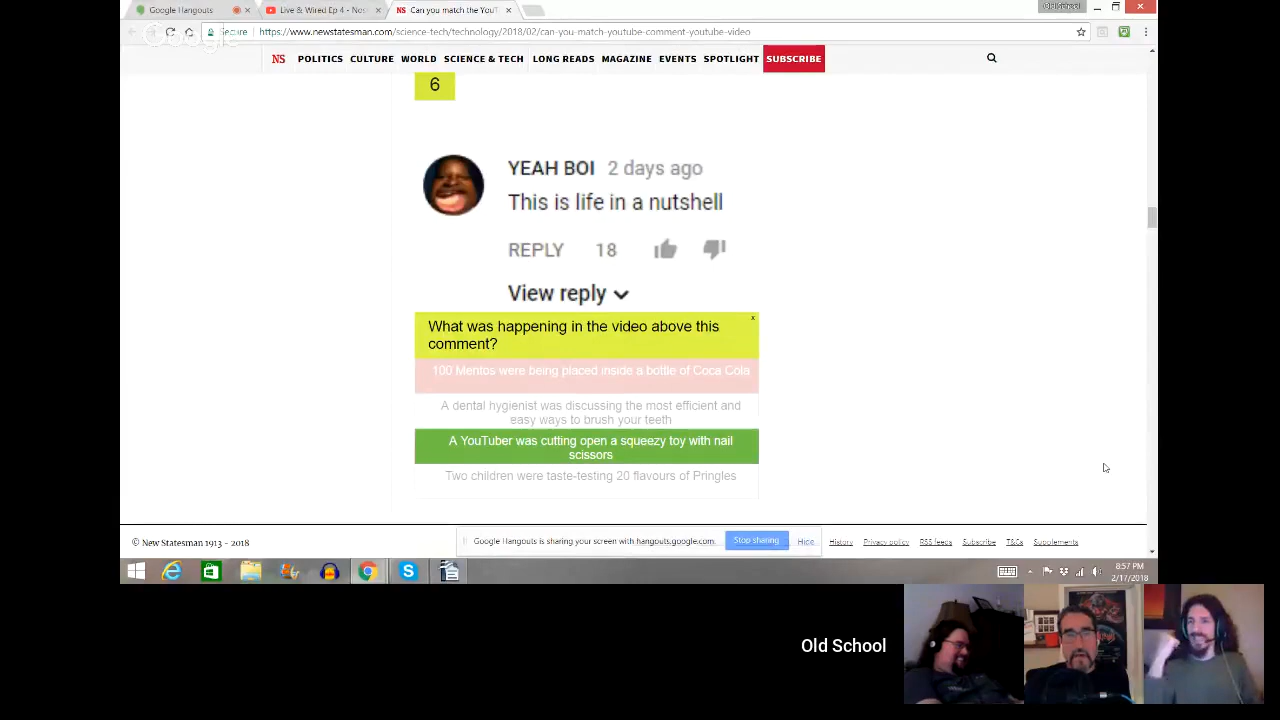 Google Hangouts
Live & Wired Ep 4 - Nos
Can you match the YouT
Old School
Google
Secure
https://www.newstatesman.com/science-tech/technology/2018/02/can-you-match-youtube-comment-youtube-video
NS POLITICS CULTURE WORLD SCIENCE & TECH LONG READS MAGAZINE EVENTS SPOTLIGHT SUBSCRIBE
6
YEAH BOI 2 days ago
This is life in a nutshell
REPLY 18
View reply
What was happening in the video above this
comment?
x
100 Mentos were being placed inside a bottle of Coca Cola
A dental hygienist was discussing the most efficient and
easy ways to brush your teeth
A YouTuber was cutting open a squeezy toy with nail
scissors
Two children were taste-testing 20 flavours of Pringles
© New Statesman 1913 - 2018
Google Hangouts is sharing your screen with hangouts.google.com.
Stop sharing
Hide
History Privacy policy RSS feeds Subscribe T&Cs Supplements
8:57 PM
2/17/2018
Old School